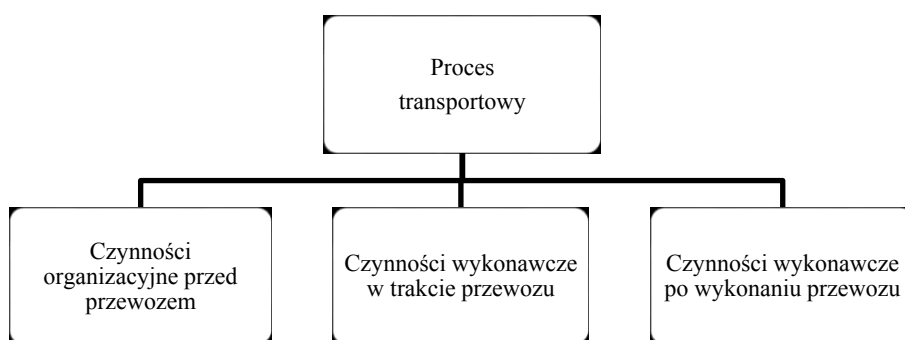 Proces
transportowy
Czynności
organizacyjne przed
przewozem
Czynności wykonawcze
w trakcie przewozu
Czynności wykonawcze
po wykonaniu przewozu